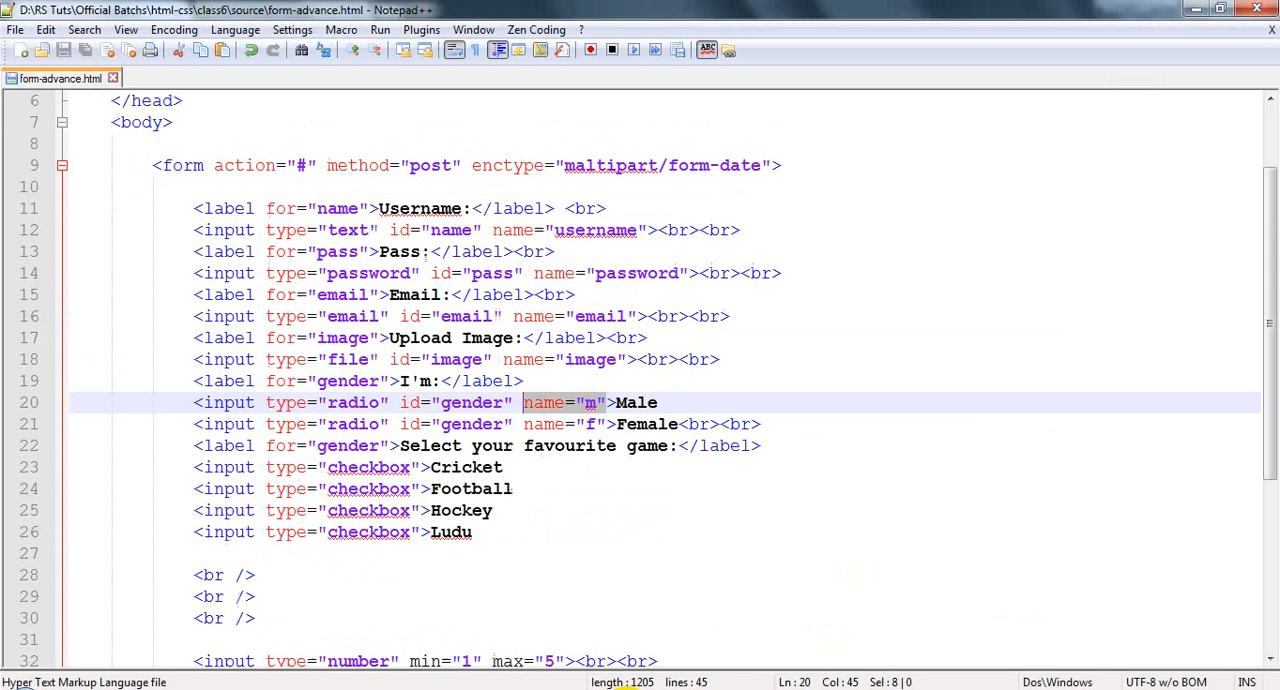 D:\RS Tuts\Official Batchs\html-css\class6\source\form-advance.html - Notepad++
File Edit Search View Encoding Language Settings Macro Run Plugins Window Zen Coding ? X
ABC
form-advance.html
6 </head>
7 <body>
8
9 <form action="#" method="post" enctype="maltipart/form-date">
10
11 <label for="name">Username:</label> <br>
12 <input type="text" id="name" name="username"><br><br>
13 <label for="pass">Pass:</label><br>
14 <input type="password" id="pass" name="password"><br><br>
15 <label for="email">Email:</label><br>
16 <input type="email" id="email" name="email"><br><br>
17 <label for="image">Upload Image:</label><br>
18 <input type="file" id="image" name="image"><br><br>
19 <label for="gender">I'm:</label>
20 <input type="radio" id="gender" name="m">Male
21 <input type="radio" id="gender" name="f">Female<br><br>
22 <label for="gender">Select your favourite game:</label>
23 <input type="checkbox">Cricket
24 <input type="checkbox">Football
25 <input type="checkbox">Hockey
26 <input type="checkbox">Ludu
27
28 <br />
29 <br />
30 <br />
31
32 <input type="number" min="1" max="5"><br><br>
Hyper Text Markup Language file length : 1205 lines : 45 Ln : 20 Col : 45 Sel : 8 | 0 Dos\Windows UTF-8 w/o BOM INS